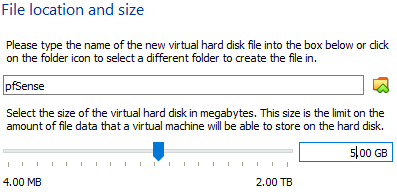 File location and size
Please type the name of the new virtual hard disk file into the box below or click
on the folder icon to select a different folder to create the file in.
pfSense
Select the size of the virtual hard disk in megabytes. This size is the limit on the
amount of file data that a virtual machine will be able to store on the hard disk.
5.00 GB
4.00 MB 2.00 TB